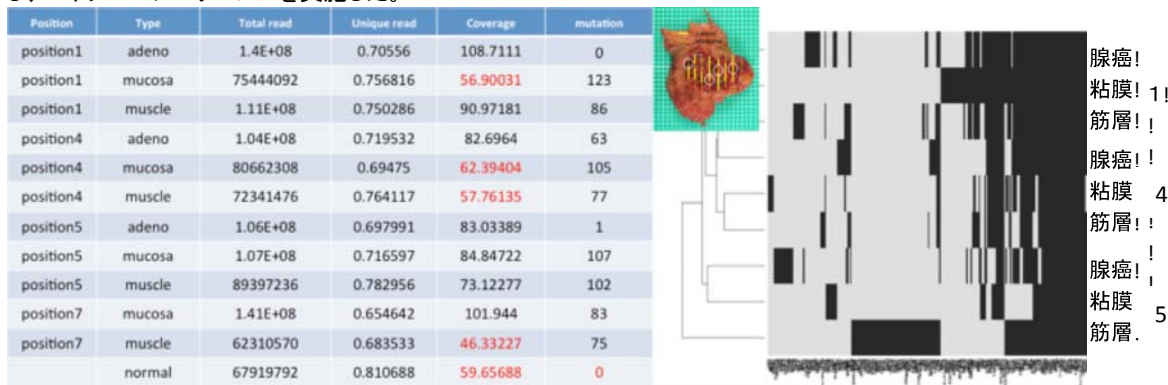 Position Type Total read Unique read Coverage mutation
position1 adeno 1.4E+08 0.70556 108.7111 0
position1 mucosa 75444092 0.756816 56.90031 123
position1 muscle 1.11E+08 0.750286 90.97181 86
position4 adeno 1.04E+08 0.719532 82.6964 63
position4 mucosa 80662308 0.69475 62.39404 105
position4 muscle 72341476 0.764117 57.76135 77
position5 adeno 1.06E+08 0.697991 83.03389 1
position5 mucosa 1.07E+08 0.716597 84.84722 107
position5 muscle 89397236 0.782956 73.12277 102
position7 mucosa 1.41E+08 0.654642 101.944 83
position7 muscle 62310570 0.683533 46.33227 75
normal 67919792 0.810688 59.65688 0
腺癌!
粘膜! 1!
筋層! !
腺癌! !
粘膜 4
筋層! !
!
腺癌! !
粘膜 5
筋層.